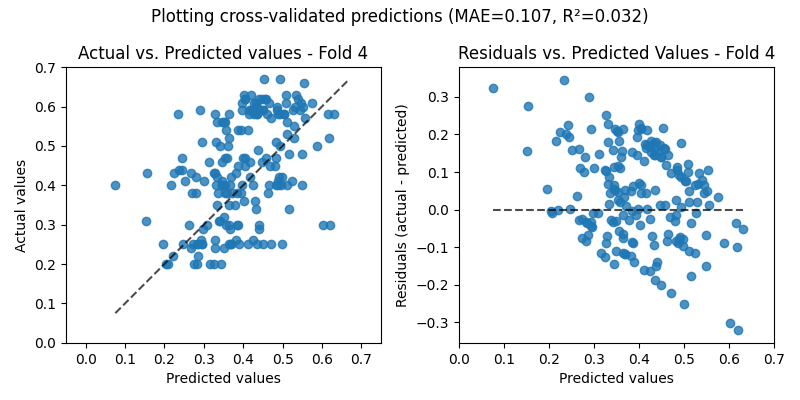 Plotting cross-validated predictions (MAE=0.107, R²=0.032)
Actual vs. Predicted values - Fold 4
0.7
0.6
0.5
0.4
0.3
0.2
0.1
0.0
Actual values
0.0 0.1 0.2 0.3 0.4 0.5 0.6 0.7
Predicted values
Residuals vs. Predicted Values - Fold 4
0.3
0.2
0.1
0.0
−0.1
−0.2
−0.3
Residuals (actual - predicted)
0.0 0.1 0.2 0.3 0.4 0.5 0.6 0.7
Predicted values